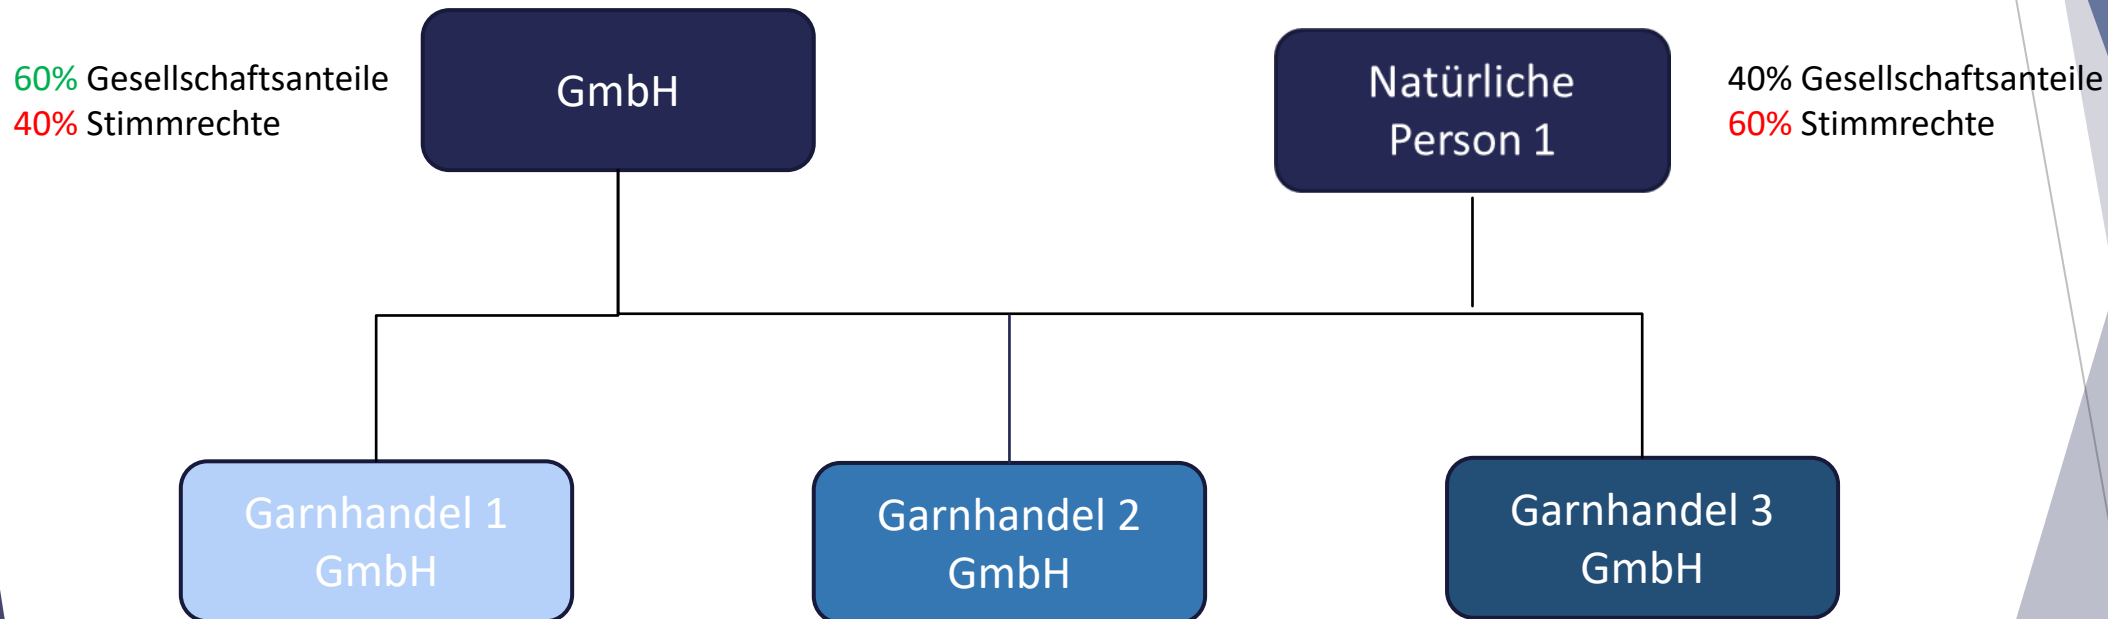 60% Gesellschaftsanteile
40% Stimmrechte
GmbH
Natürliche
Person 1
40% Gesellschaftsanteile
60% Stimmrechte
Garnhandel 1
GmbH
Garnhandel 2
GmbH
Garnhandel 3
GmbH